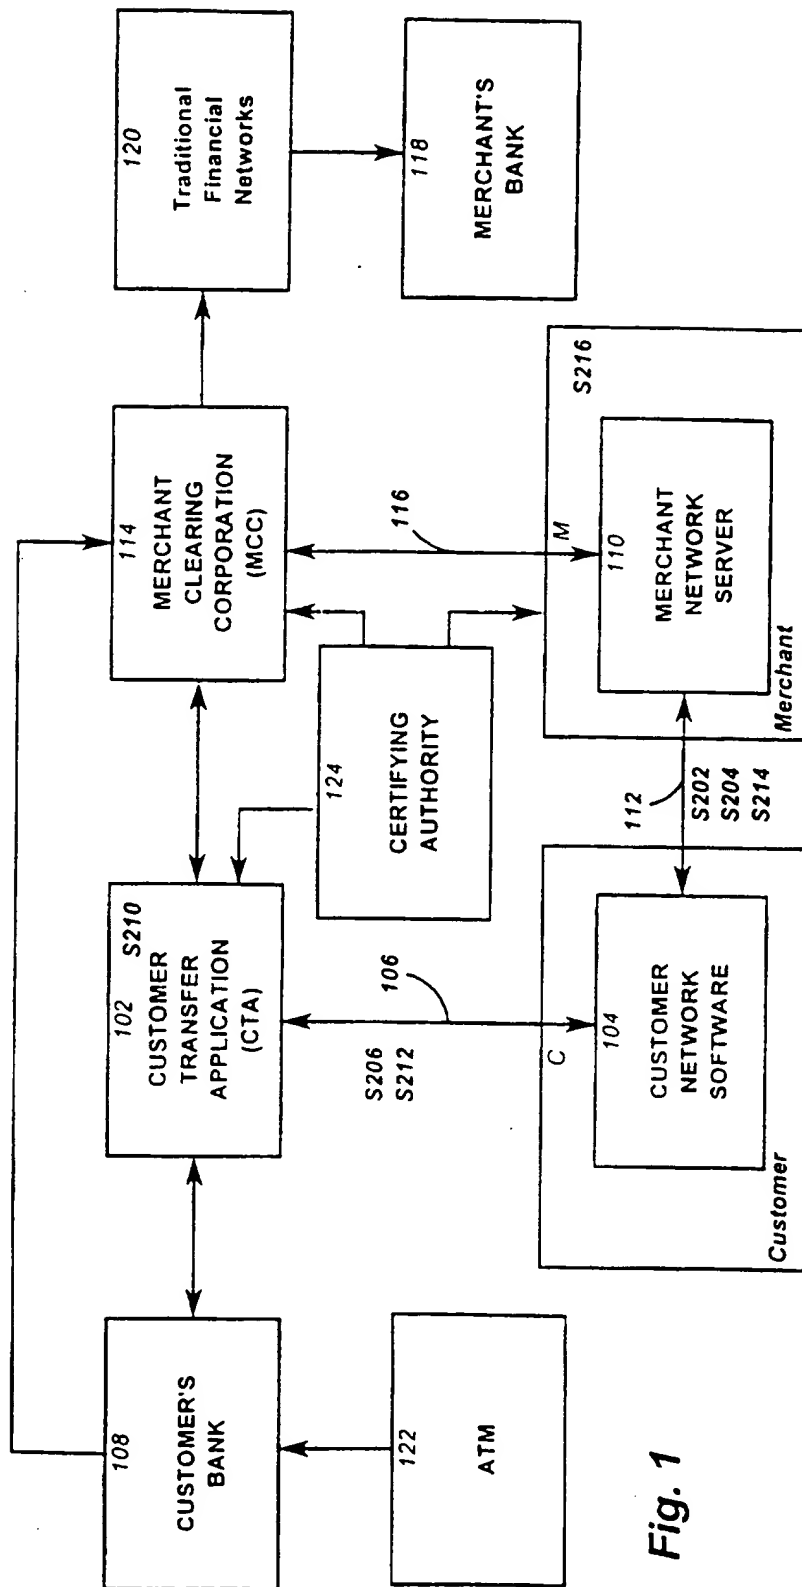 108
CUSTOMER'S
BANK
102
S210
CUSTOMER
TRANSFER
APPLICATION
(CTA)
114
MERCHANT
CLEARING
CORPORATION
(MCC)
120
Traditional
Financial
Networks
122
ATM
S206
S212
106
124
CERTIFYING
AUTHORITY
116
118
MERCHANT'S
BANK
C
104
CUSTOMER
NETWORK
SOFTWARE
Customer
112
S202
S204
S214
M
S216
110
MERCHANT
NETWORK
SERVER
Merchant
Fig. 1